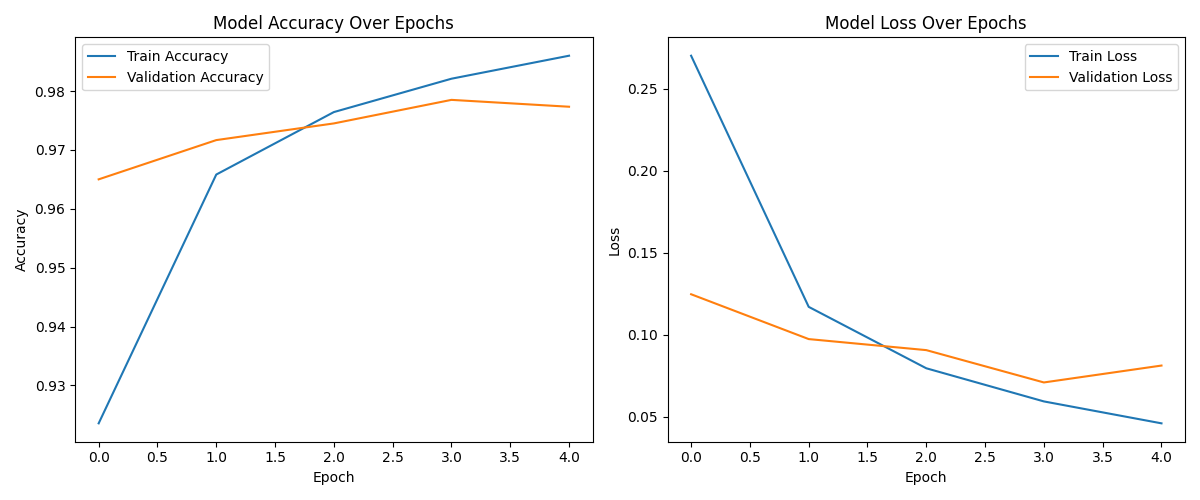 Model Accuracy Over Epochs
Train Accuracy
Validation Accuracy
0.98
0.97
0.96
0.95
0.94
0.93
Accuracy
0.0 0.5 1.0 1.5 2.0 2.5 3.0 3.5 4.0
Epoch
Model Loss Over Epochs
Train Loss
Validation Loss
0.25
0.20
0.15
0.10
0.05
Loss
0.0 0.5 1.0 1.5 2.0 2.5 3.0 3.5 4.0
Epoch